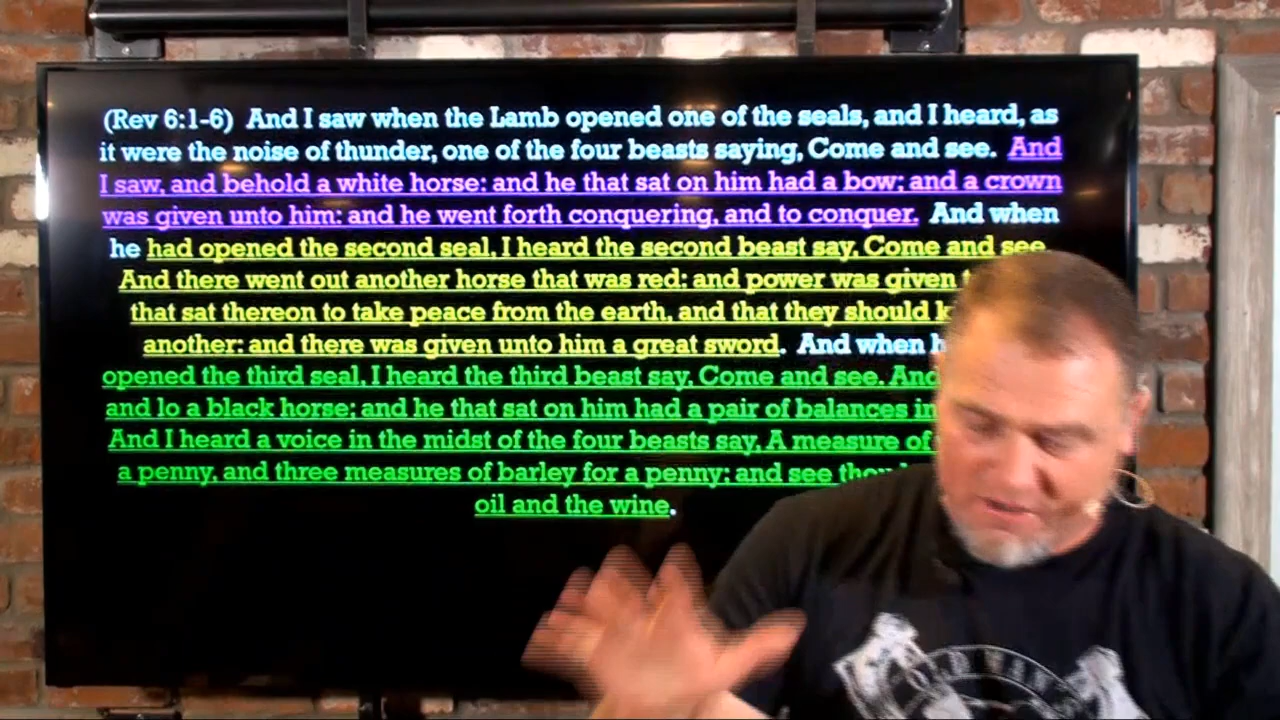 (Rev 6:1-6) And I saw when the Lamb opened one of the seals, and I heard, as
it were the noise of thunder, one of the four beasts saying, Come and see. And
I saw, and behold a white horse: and he that sat on him had a bow; and a crown
was given unto him: and he went forth conquering, and to conquer. And when
he had opened the second seal, I heard the second beast say, Come and see.
And there went out another horse that was red: and power was given
that sat thereon to take peace from the earth, and that they should
another: and there was given unto him a great sword. And when
opened the third seal, I heard the third beast say, Come and see. And
and lo a black horse; and he that sat on him had a pair of balances in
And I heard a voice in the midst of the four beasts say, A measure of
a penny, and three measures of barley for a penny; and see
oil and the wine.